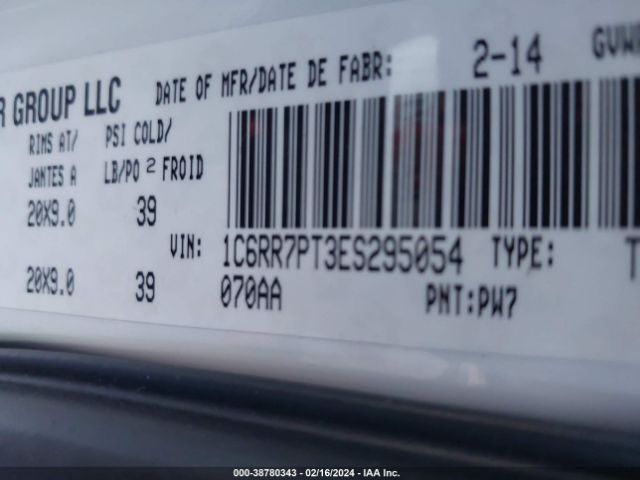 R GROUP LLC DATE OF MFR/DATE DE FABR: 2-14
RIMS AT/ PSI COLD/
JANTES A LB/PO 2 FROID
20X9.0 39
VIN: 1C6RR7PT3ES295054 TYPE: T
20X9.0 39 070AA PNT:PW7
000-38780343 - 02/16/2024 - IAA Inc.